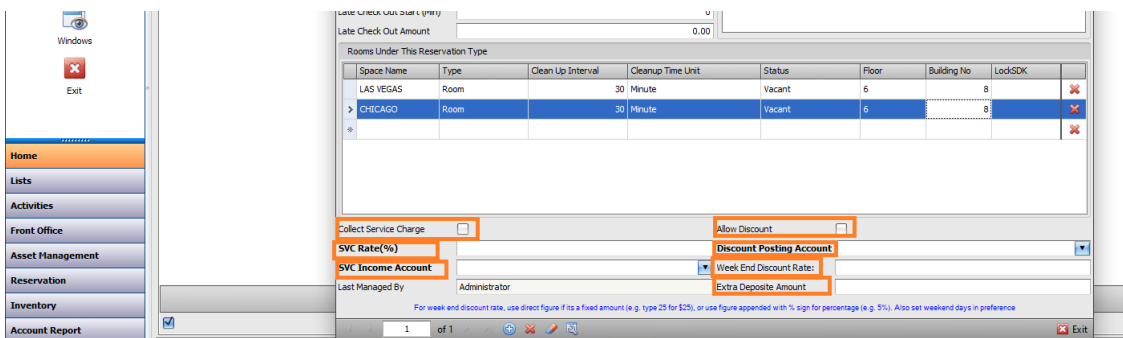 Windows
Exit
Home
Lists
Activities
Front Office
Asset Management
Reservation
Inventory
Account Report
Late Check Out Start (Min) 0
Late Check Out Amount 0.00
Rooms Under This Reservation Type
Space Name Type Clean Up Interval Cleanup Time Unit Status Floor Building No LockSDK
LAS VEGAS Room 30 Minute Vacant 6 8
CHICAGO Room 30 Minute Vacant 6 8
Collect Service Charge Allow Discount
SVC Rate(%) Discount Posting Account
SVC Income Account Week End Discount Rate:
Last Managed By Administrator Extra Deposite Amount
For week end discount rate, use direct figure if its a fixed amount (e.g. type 25 for $25), or use figure appended with % sign for percentage (e.g. 5%). Also set weekend days in preference
1 of 1 Exit